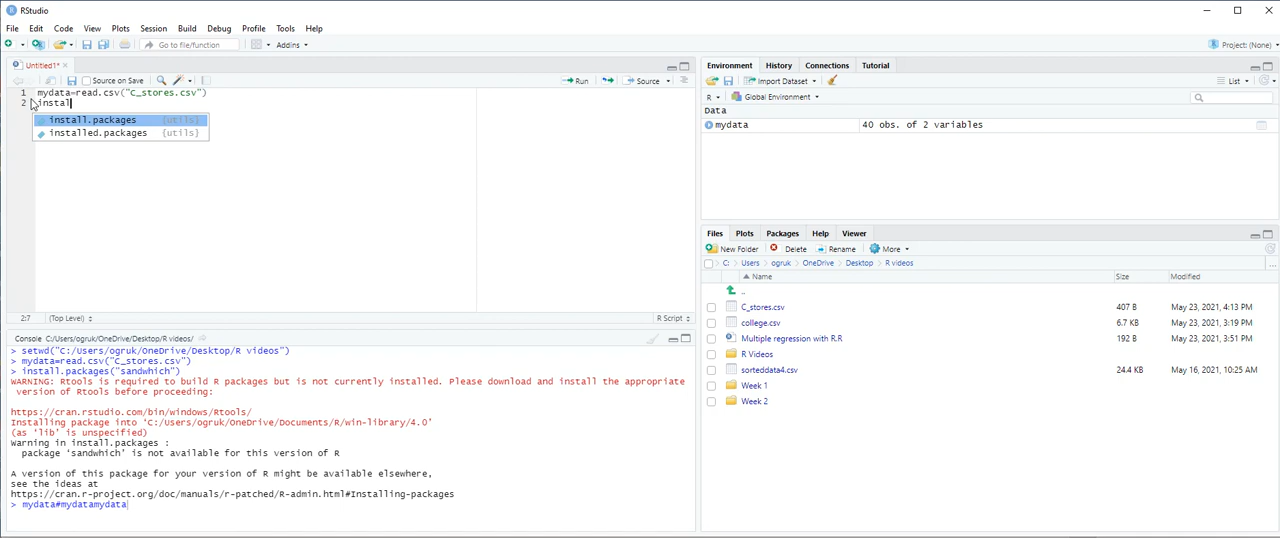 RStudio
File Edit Code View Plots Session Build Debug Profile Tools Help
Go to file/function Addins Project: (None)
Untitled1* Environment History Connections Tutorial
Source on Save Run Source Import Dataset List
1 mydata=read.csv("C_stores.csv") R Global Environment
2 instal Data
install.packages {utils} mydata 40 obs. of 2 variables
installed.packages {utils}
Files Plots Packages Help Viewer
New Folder Delete Rename More
C: Users ogruk OneDrive Desktop R videos ...
Name Size Modified
..
C_stores.csv 407 B May 23, 2021, 4:13 PM
college.csv 6.7 KB May 23, 2021, 3:19 PM
Multiple regression with R.R 192 B May 23, 2021, 3:51 PM
R Videos
sorteddata4.csv 24.4 KB May 16, 2021, 10:25 AM
Week 1
Week 2
2:7 (Top Level) R Script
Console C:/Users/ogruk/OneDrive/Desktop/R videos/
> setwd("C:/Users/ogruk/OneDrive/Desktop/R videos")
> mydata=read.csv("C_stores.csv")
> install.packages("sandwhich")
WARNING: Rtools is required to build R packages but is not currently installed. Please download and install the appropriate
version of Rtools before proceeding:
https://cran.rstudio.com/bin/windows/Rtools/
Installing package into ‘C:/Users/ogruk/OneDrive/Documents/R/win-library/4.0’
(as ‘lib’ is unspecified)
Warning in install.packages :
package ‘sandwhich’ is not available for this version of R
A version of this package for your version of R might be available elsewhere,
see the ideas at
https://cran.r-project.org/doc/manuals/r-patched/R-admin.html#Installing-packages
> mydata#mydatamydata